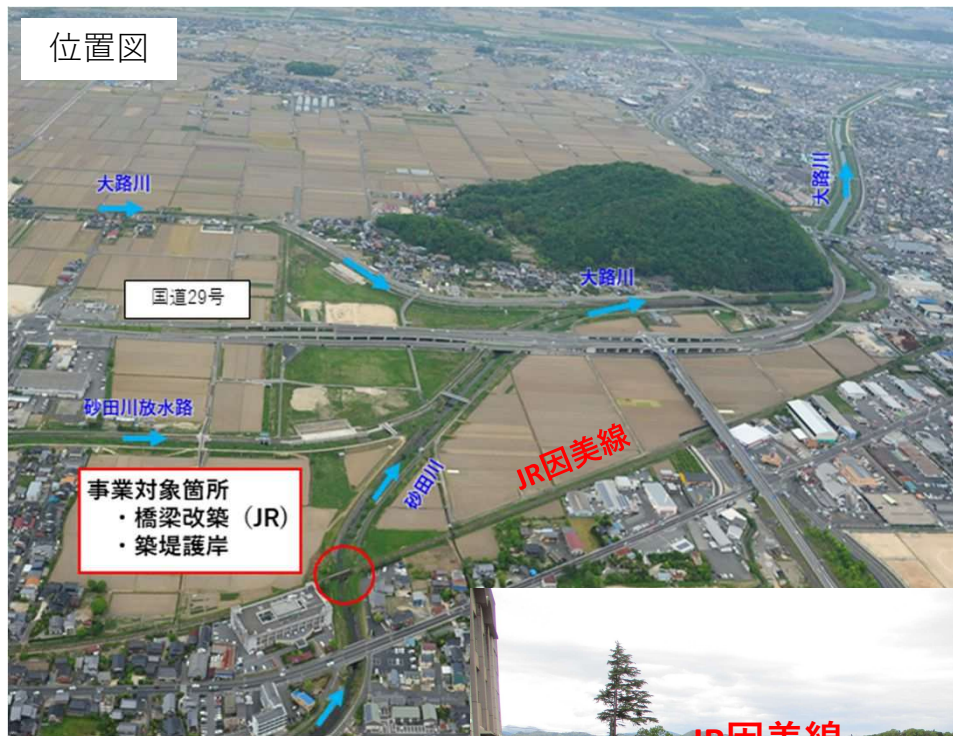 位置図
大路川
大路川
大路川
国道29号
砂田川放水路
砂田川
JR因美線
事業対象箇所
・橋梁改築（JR）
・築堤護岸
JR因美線